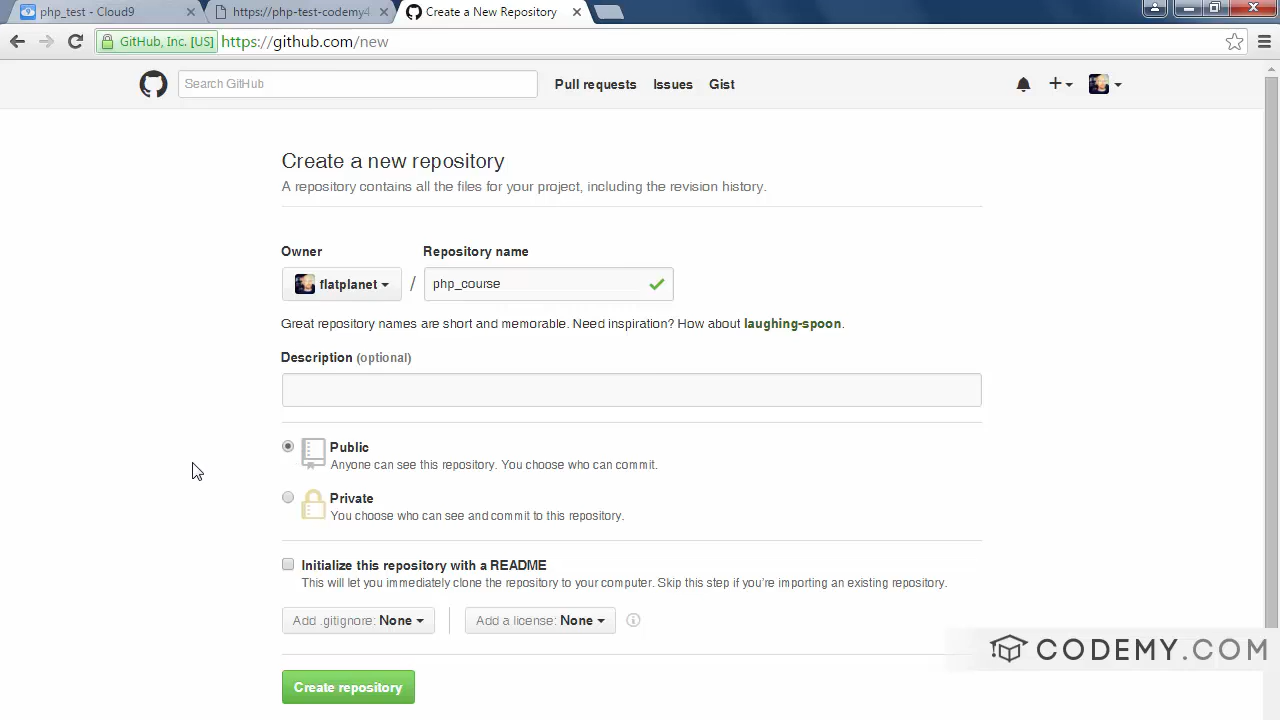 php_test - Cloud9
https://php-test-codemy4
Create a New Repository
GitHub, Inc. [US]
https://github.com/new
Search GitHub
Pull requests
Issues
Gist
Create a new repository
A repository contains all the files for your project, including the revision history.
Owner
Repository name
flatplanet
/
php_course
Great repository names are short and memorable. Need inspiration? How about laughing-spoon.
Description (optional)
Public
Anyone can see this repository. You choose who can commit.
Private
You choose who can see and commit to this repository.
Initialize this repository with a README
This will let you immediately clone the repository to your computer. Skip this step if you're importing an existing repository.
Add .gitignore: None
Add a license: None
Create repository
CODEMY.COM